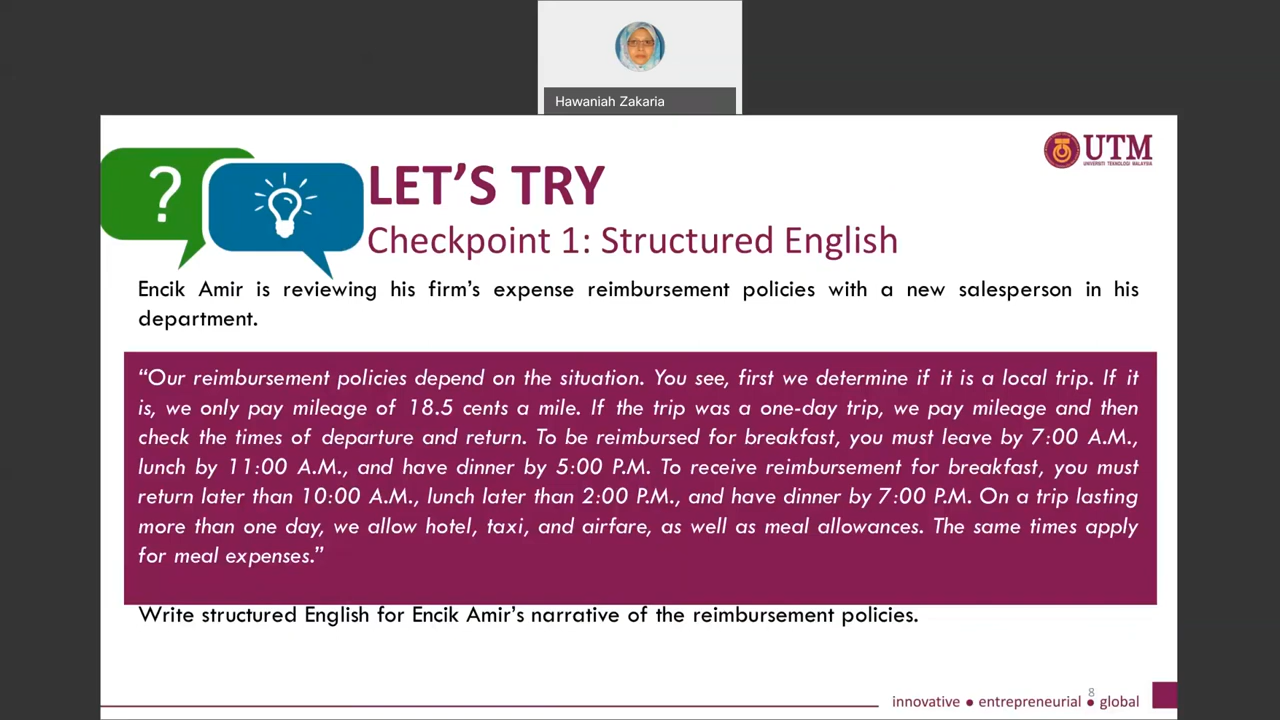 Hawaniah Zakaria
UTM
UNIVERSITI TEKNOLOGI MALAYSIA
?
LET'S TRY
Checkpoint 1: Structured English
Encik Amir is reviewing his firm's expense reimbursement policies with a new salesperson in his
department.
“Our reimbursement policies depend on the situation. You see, first we determine if it is a local trip. If it
is, we only pay mileage of 18.5 cents a mile. If the trip was a one-day trip, we pay mileage and then
check the times of departure and return. To be reimbursed for breakfast, you must leave by 7:00 A.M.,
lunch by 11:00 A.M., and have dinner by 5:00 P.M. To receive reimbursement for breakfast, you must
return later than 10:00 A.M., lunch later than 2:00 P.M., and have dinner by 7:00 P.M. On a trip lasting
more than one day, we allow hotel, taxi, and airfare, as well as meal allowances. The same times apply
for meal expenses.”
Write structured English for Encik Amir's narrative of the reimbursement policies.
8
innovative ● entrepreneurial ● global